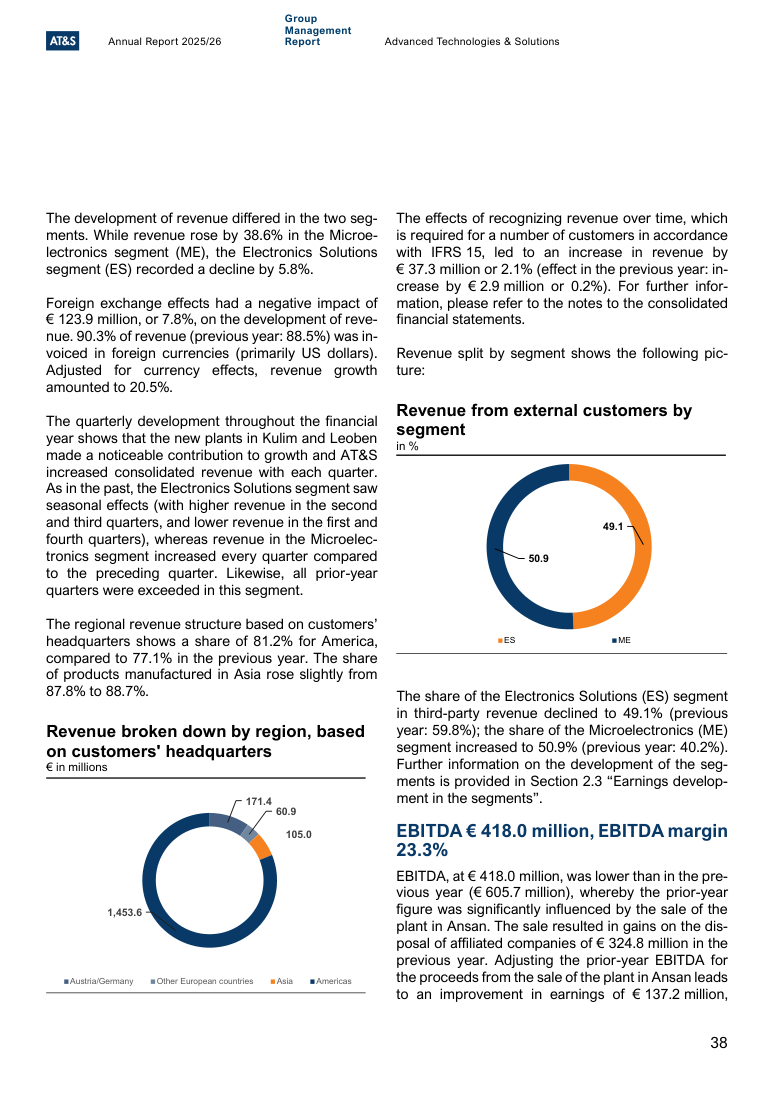 AT&S
Annual Report 2025/26
Group
Management
Report
Advanced Technologies & Solutions
The development of revenue differed in the two seg-
ments. While revenue rose by 38.6% in the Microe-
lectronics segment (ME), the Electronics Solutions
segment (ES) recorded a decline by 5.8%.
Foreign exchange effects had a negative impact of
€ 123.9 million, or 7.8%, on the development of reve-
nue. 90.3% of revenue (previous year: 88.5%) was in-
voiced in foreign currencies (primarily US dollars).
Adjusted for currency effects, revenue growth
amounted to 20.5%.
The quarterly development throughout the financial
year shows that the new plants in Kulim and Leoben
made a noticeable contribution to growth and AT&S
increased consolidated revenue with each quarter.
As in the past, the Electronics Solutions segment saw
seasonal effects (with higher revenue in the second
and third quarters, and lower revenue in the first and
fourth quarters), whereas revenue in the Microelec-
tronics segment increased every quarter compared
to the preceding quarter. Likewise, all prior-year
quarters were exceeded in this segment.
The regional revenue structure based on customers’
headquarters shows a share of 81.2% for America,
compared to 77.1% in the previous year. The share
of products manufactured in Asia rose slightly from
87.8% to 88.7%.
Revenue broken down by region, based
on customers' headquarters
€ in millions
171.4
60.9
105.0
1,453.6
Austria/Germany
Other European countries
Asia
Americas
The effects of recognizing revenue over time, which
is required for a number of customers in accordance
with IFRS 15, led to an increase in revenue by
€ 37.3 million or 2.1% (effect in the previous year: in-
crease by € 2.9 million or 0.2%). For further infor-
mation, please refer to the notes to the consolidated
financial statements.
Revenue split by segment shows the following pic-
ture:
Revenue from external customers by
segment
in %
49.1
50.9
ES
ME
The share of the Electronics Solutions (ES) segment
in third-party revenue declined to 49.1% (previous
year: 59.8%); the share of the Microelectronics (ME)
segment increased to 50.9% (previous year: 40.2%).
Further information on the development of the seg-
ments is provided in Section 2.3 “Earnings develop-
ment in the segments”.
EBITDA € 418.0 million, EBITDA margin
23.3%
EBITDA, at € 418.0 million, was lower than in the pre-
vious year (€ 605.7 million), whereby the prior-year
figure was significantly influenced by the sale of the
plant in Ansan. The sale resulted in gains on the dis-
posal of affiliated companies of € 324.8 million in the
previous year. Adjusting the prior-year EBITDA for
the proceeds from the sale of the plant in Ansan leads
to an improvement in earnings of € 137.2 million,
38